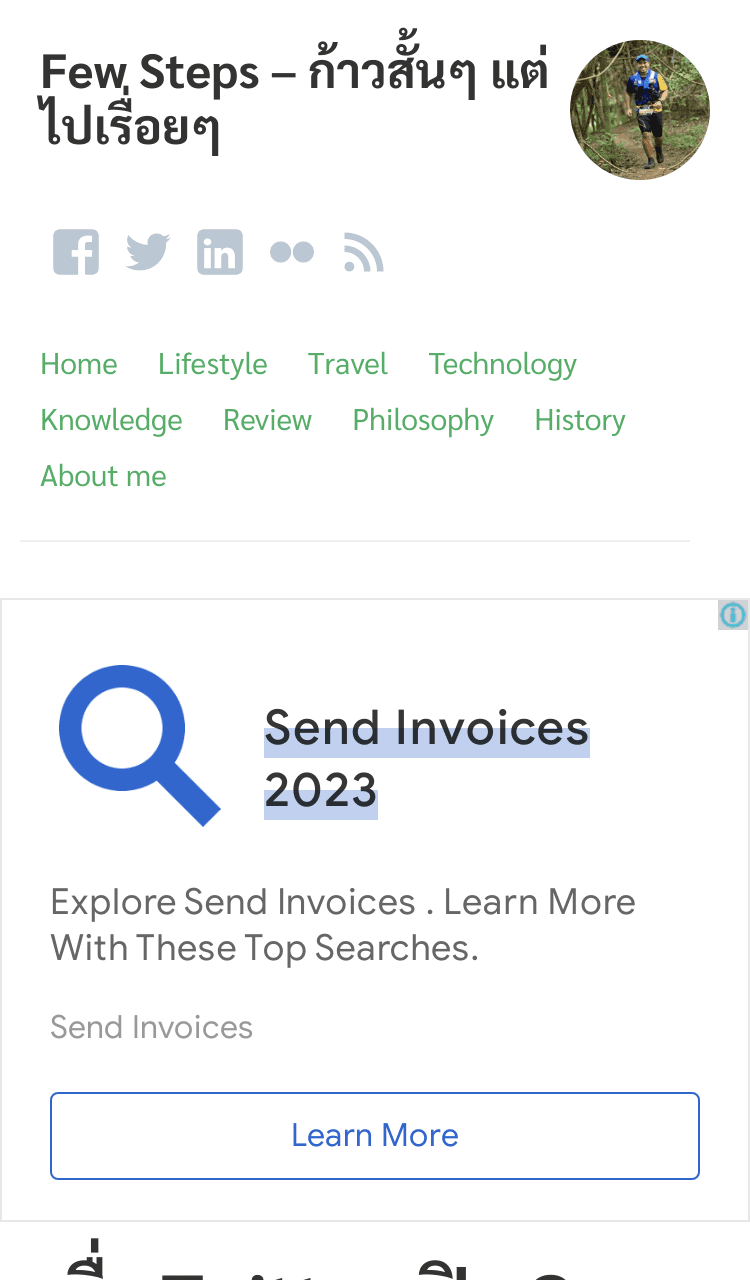 Few Steps – ก้าวสั้นๆ แต่
ไปเรื่อยๆ
Home Lifestyle Travel Technology
Knowledge Review Philosophy History
About me
Send Invoices
2023
Explore Send Invoices . Learn More
With These Top Searches.
Send Invoices
Learn More